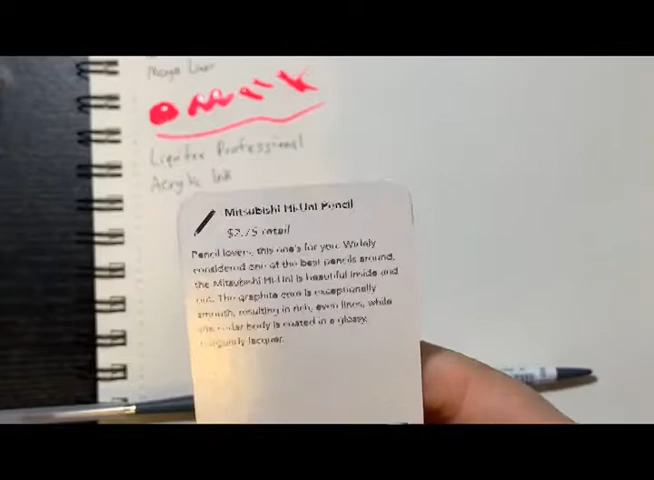 Liquitex Professional
Acrylic Ink
Mitsubishi Hi-Uni Pencil
$2.75 retail
Pencil lovers, this one's for you. Widely
considered one of the best pencils around,
the Mitsubishi Hi-Uni is beautiful inside and
out. The graphite core is exceptionally
smooth, resulting in rich, even lines, while
the cedar body is coated in a glossy,
burgundy lacquer.